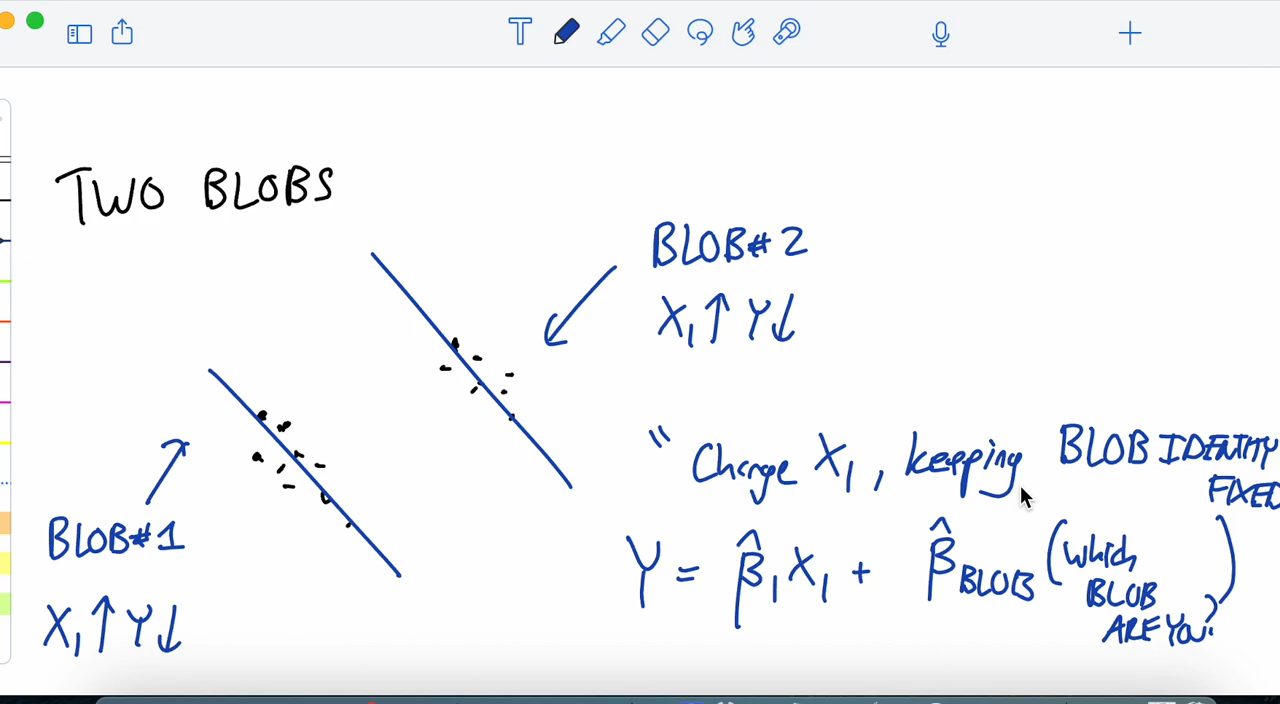 TWO BLOBS
BLOB#2
X₁↑ Y↓
BLOB#1
X₁↑ Y↓
"Change X₁, keeping BLOB IDENTITY
FIXED
Y = β̂₁X₁ + β̂BLOB (which
BLOB
ARE YOU?)